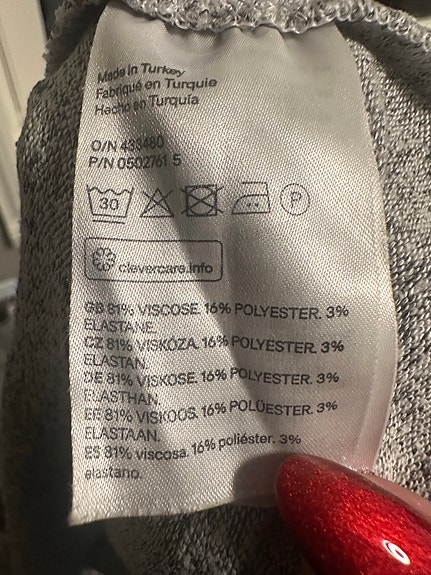 Made in Turkey
Fabriqué en Turquie
Hecho en Turquía
O/N 433480
P/N 0502761 5
30
P
clevercare.info
GB 81% VISCOSE. 16% POLYESTER. 3%
ELASTANE.
CZ 81% VISKÓZA. 16% POLYESTER. 3%
ELASTAN.
DE 81% VISKOSE. 16% POLYESTER. 3%
ELASTHAN.
EE 81% VISKOOS. 16% POLÜESTER. 3%
ELASTAAN.
ES 81% viscosa. 16% poliéster. 3%
elastano.